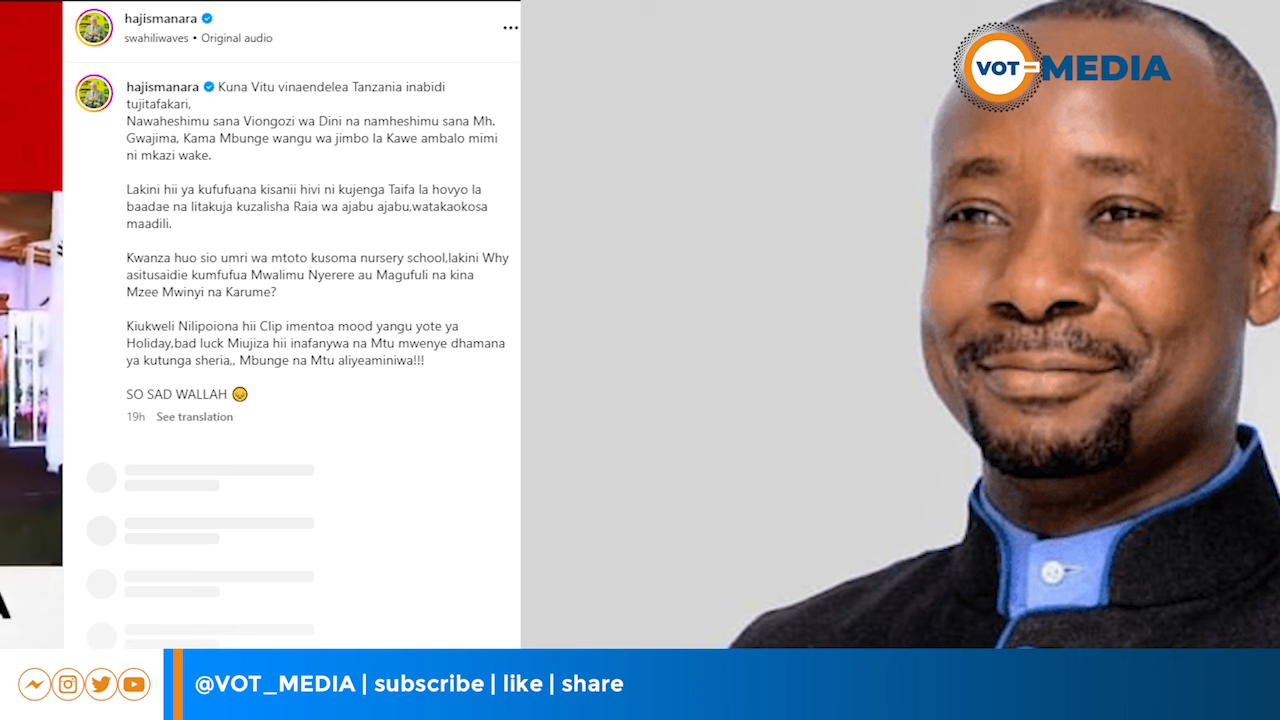 hajismanara
swahiliwaves • Original audio
hajismanara Kuna Vitu vinaendelea Tanzania inabidi
tujitafakari,
Nawaheshimu sana Viongozi wa Dini na namheshimu sana Mh.
Gwajima, Kama Mbunge wangu wa jimbo la Kawe ambalo mimi
ni mkazi wake.
Lakini hii ya kufufuana kisanii hivi ni kujenga Taifa la hovyo la
baadae na litakuja kuzalisha Raia wa ajabu ajabu,watakaokosa
maadili.
Kwanza huo sio umri wa mtoto kusoma nursery school,lakini Why
asitusaidie kumfufua Mwalimu Nyerere au Magufuli na kina
Mzee Mwinyi na Karume?
Kiukweli Nilipoiona hii Clip imentoa mood yangu yote ya
Holiday,bad luck Miujiza hii inafanywa na Mtu mwenye dhamana
ya kutunga sheria,, Mbunge na Mtu aliyeaminiwa!!!
SO SAD WALLAH 😞
19h See translation
VOT-MEDIA
A
@VOT_MEDIA | subscribe | like | share